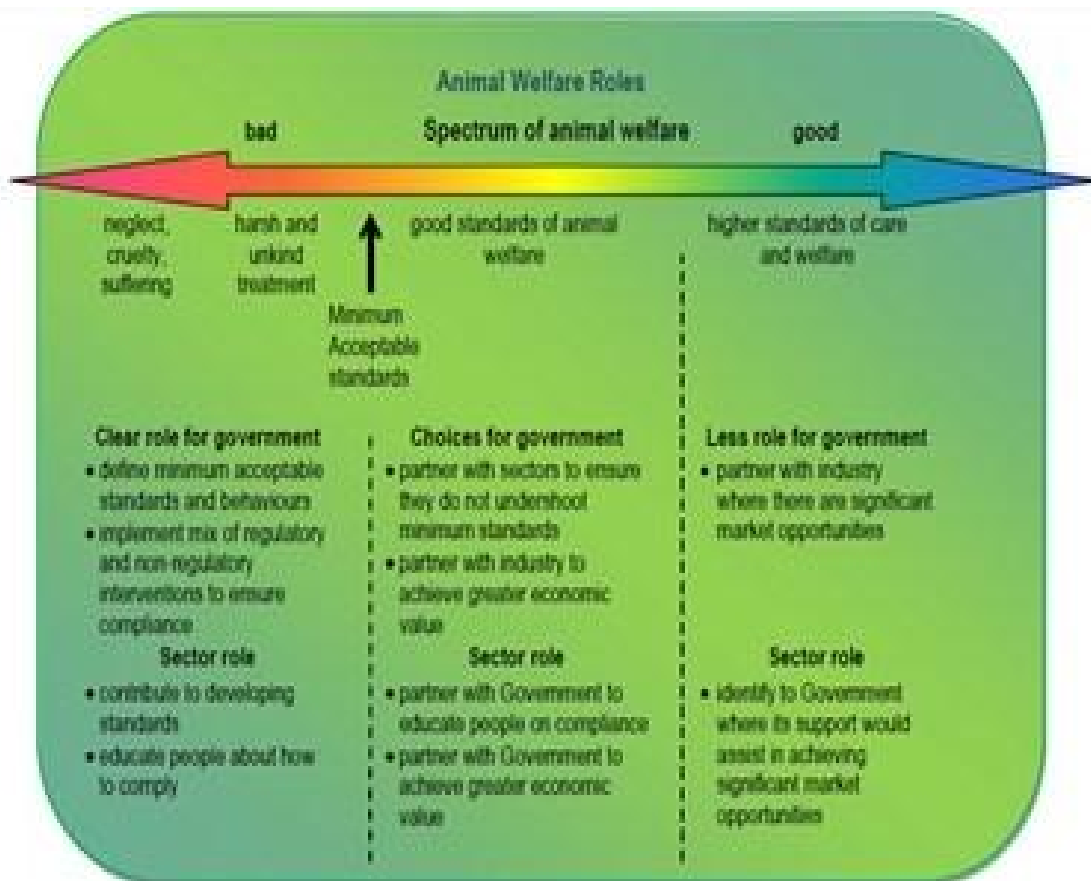 Animal Welfare Roles
bad
Spectrum of animal welfare
good
neglect,
cruelty,
suffering
harsh and
unkind
treatment
Minimum
Acceptable
standards
good standards of animal
welfare
higher standards of care
and welfare
Clear role for government
• define minimum acceptable
standards and behaviours
• implement mix of regulatory
and non-regulatory
interventions to ensure
compliance
Sector role
• contribute to developing
standards
• educate people about how
to comply
Choices for government
• partner with sectors to ensure
they do not undershoot
minimum standards
• partner with industry to
achieve greater economic
value
Sector role
• partner with Government to
educate people on compliance
• partner with Government to
achieve greater economic
value
Less role for government
• partner with industry
where there are significant
market opportunities
Sector role
• identify to Government
where its support would
assist in achieving
significant market
opportunities